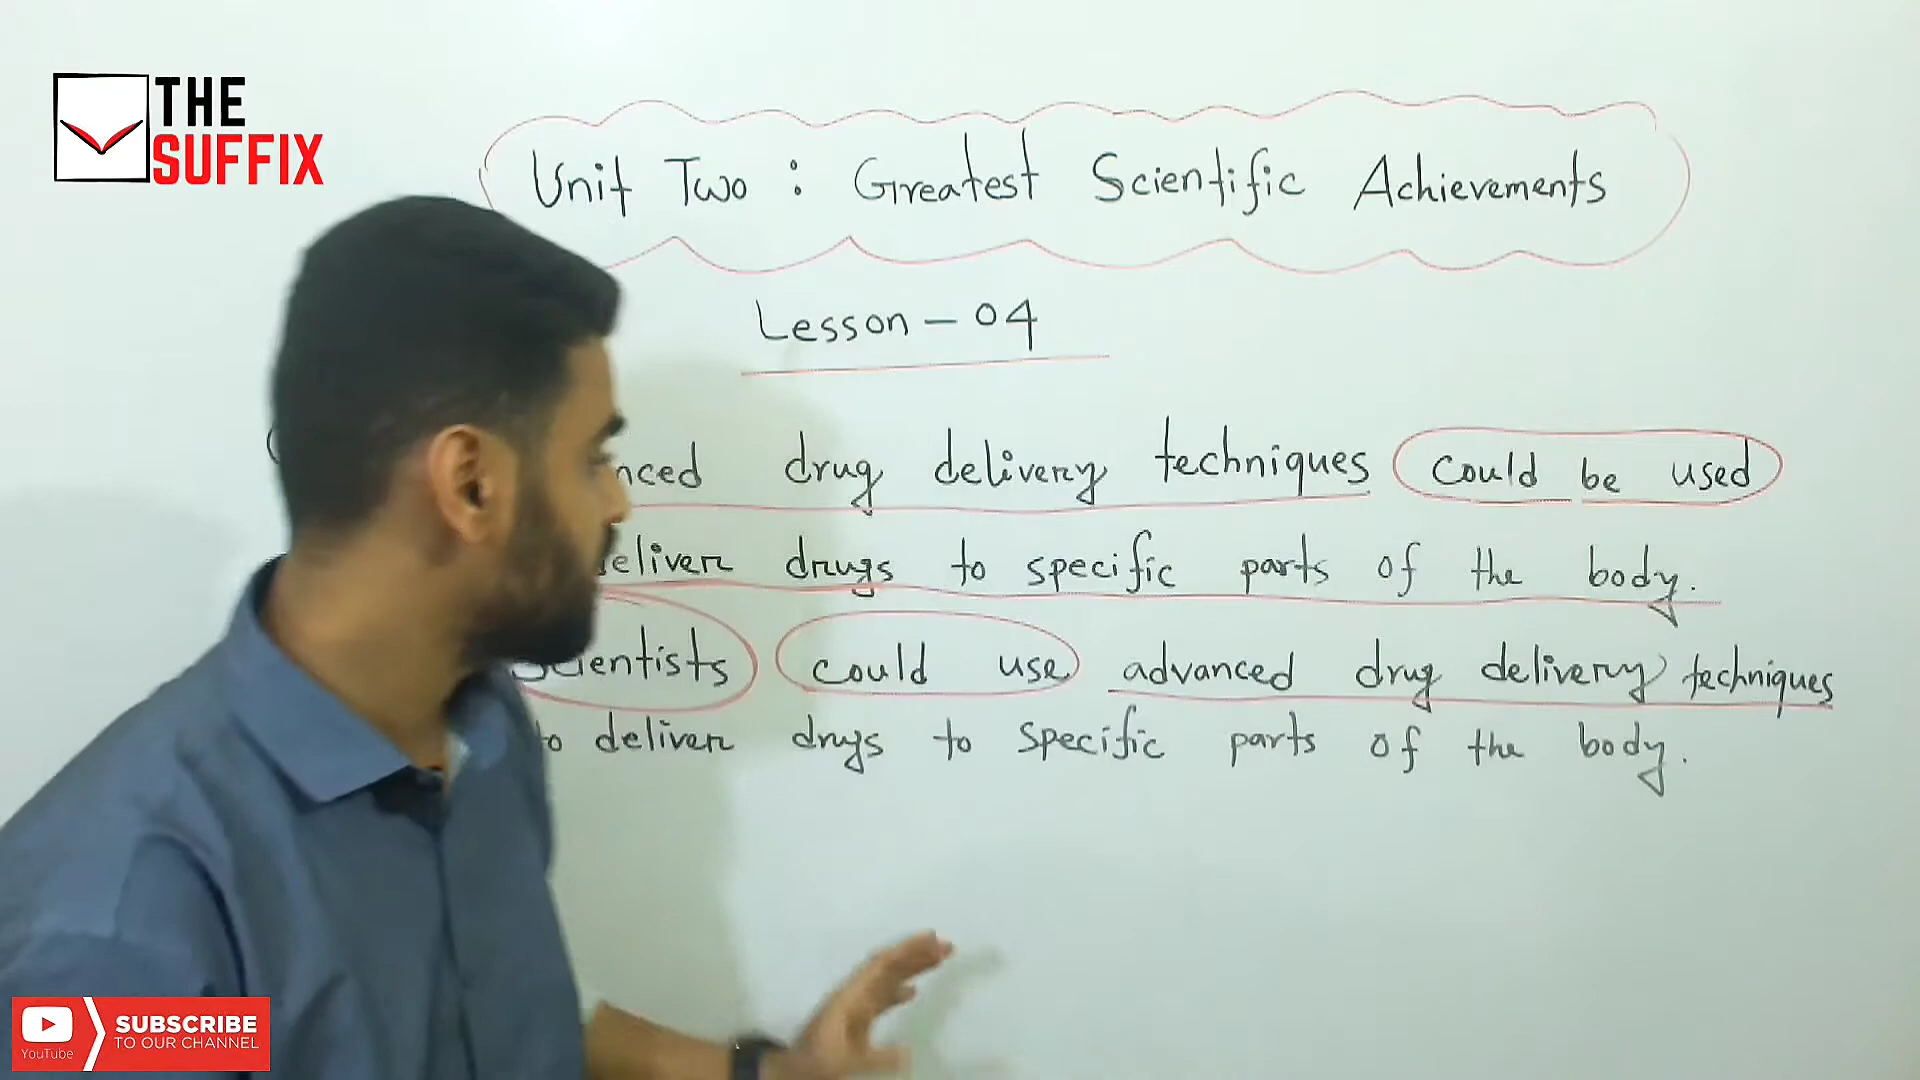 THE
SUFFIX
Unit Two : Greatest Scientific Achievements
Lesson - 04
nced drug delivery techniques could be used
eliver drugs to specific parts of the body.
Scientists could use advanced drug delivery techniques
to deliver drugs to specific parts of the body.
SUBSCRIBE
TO OUR CHANNEL
YouTube